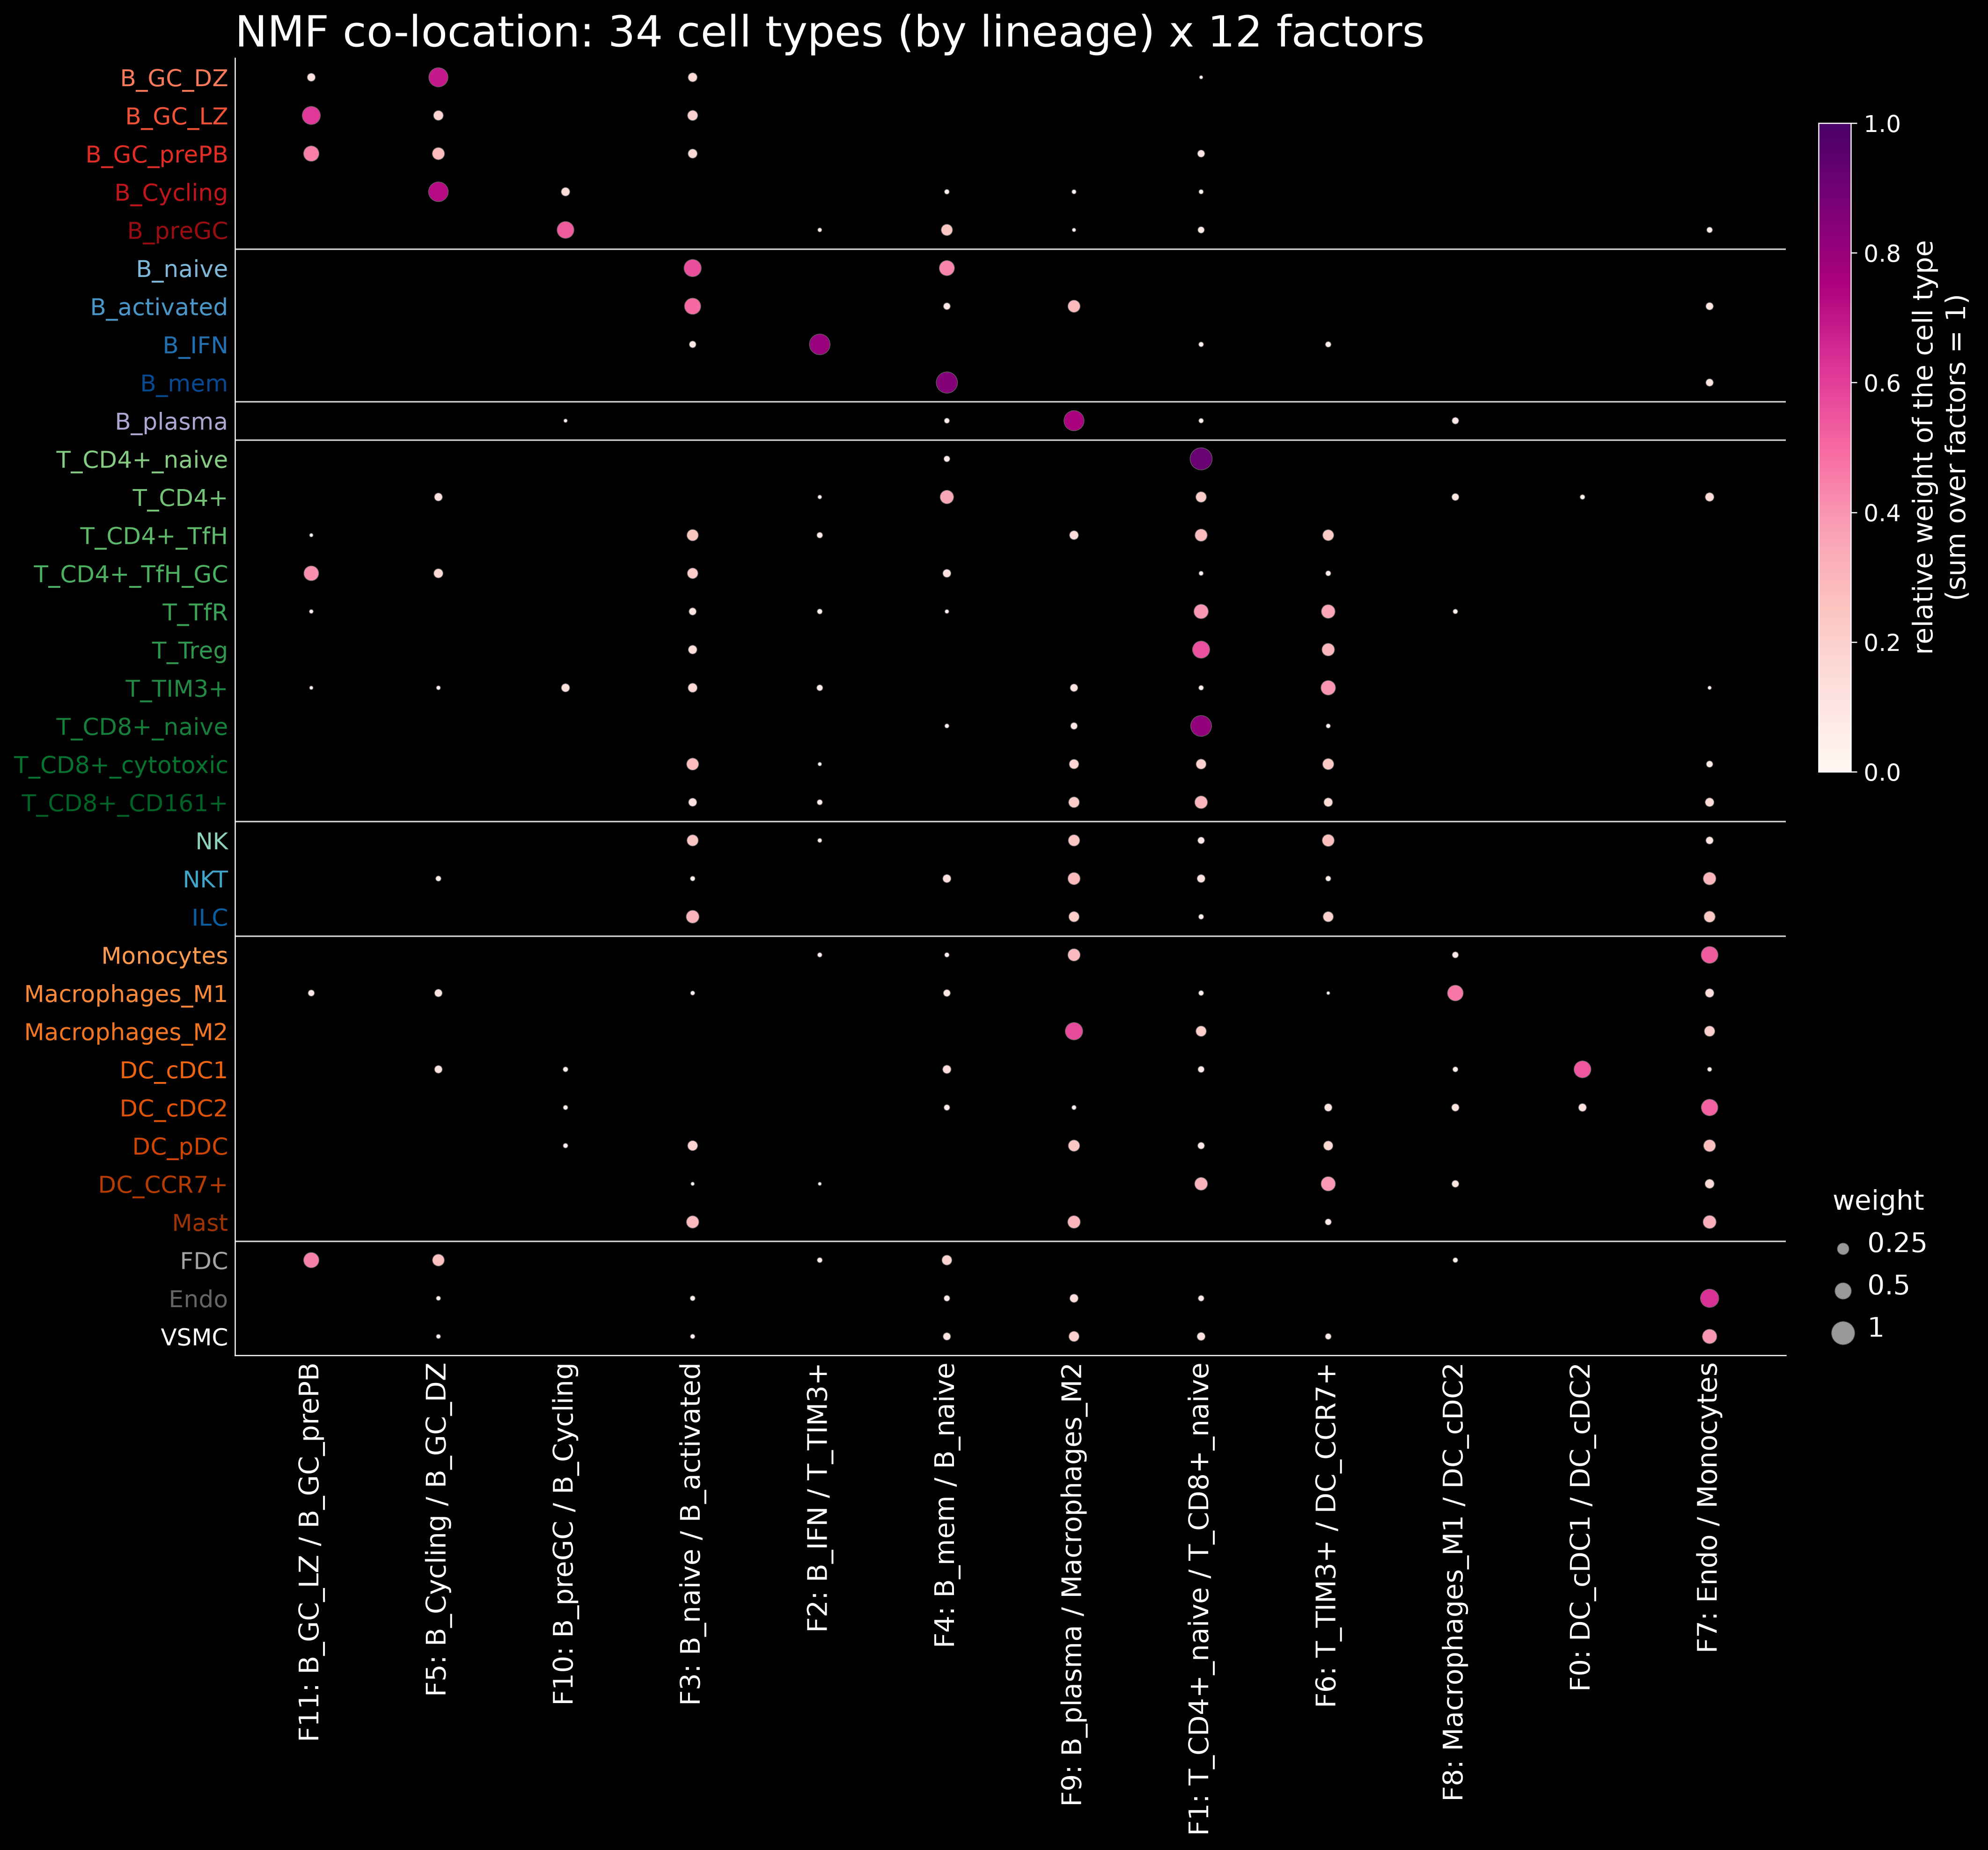 NMF co-location: 34 cell types (by lineage) x 12 factors
B_GC_DZ
B_GC_LZ
B_GC_prePB
B_Cycling
B_preGC
B_naive
B_activated
B_IFN
B_mem
B_plasma
T_CD4+_naive
T_CD4+
T_CD4+_TfH
T_CD4+_TfH_GC
T_TfR
T_Treg
T_TIM3+
T_CD8+_naive
T_CD8+_cytotoxic
T_CD8+_CD161+
NK
NKT
ILC
Monocytes
Macrophages_M1
Macrophages_M2
DC_cDC1
DC_cDC2
DC_pDC
DC_CCR7+
Mast
FDC
Endo
VSMC
F11: B_GC_LZ / B_GC_prePB
F5: B_Cycling / B_GC_DZ
F10: B_preGC / B_Cycling
F3: B_naive / B_activated
F2: B_IFN / T_TIM3+
F4: B_mem / B_naive
F9: B_plasma / Macrophages_M2
F1: T_CD4+_naive / T_CD8+_naive
F6: T_TIM3+ / DC_CCR7+
F8: Macrophages_M1 / DC_cDC2
F0: DC_cDC1 / DC_cDC2
F7: Endo / Monocytes
1.0
0.8
0.6
0.4
0.2
0.0
relative weight of the cell type
(sum over factors = 1)
weight
0.25
0.5
1